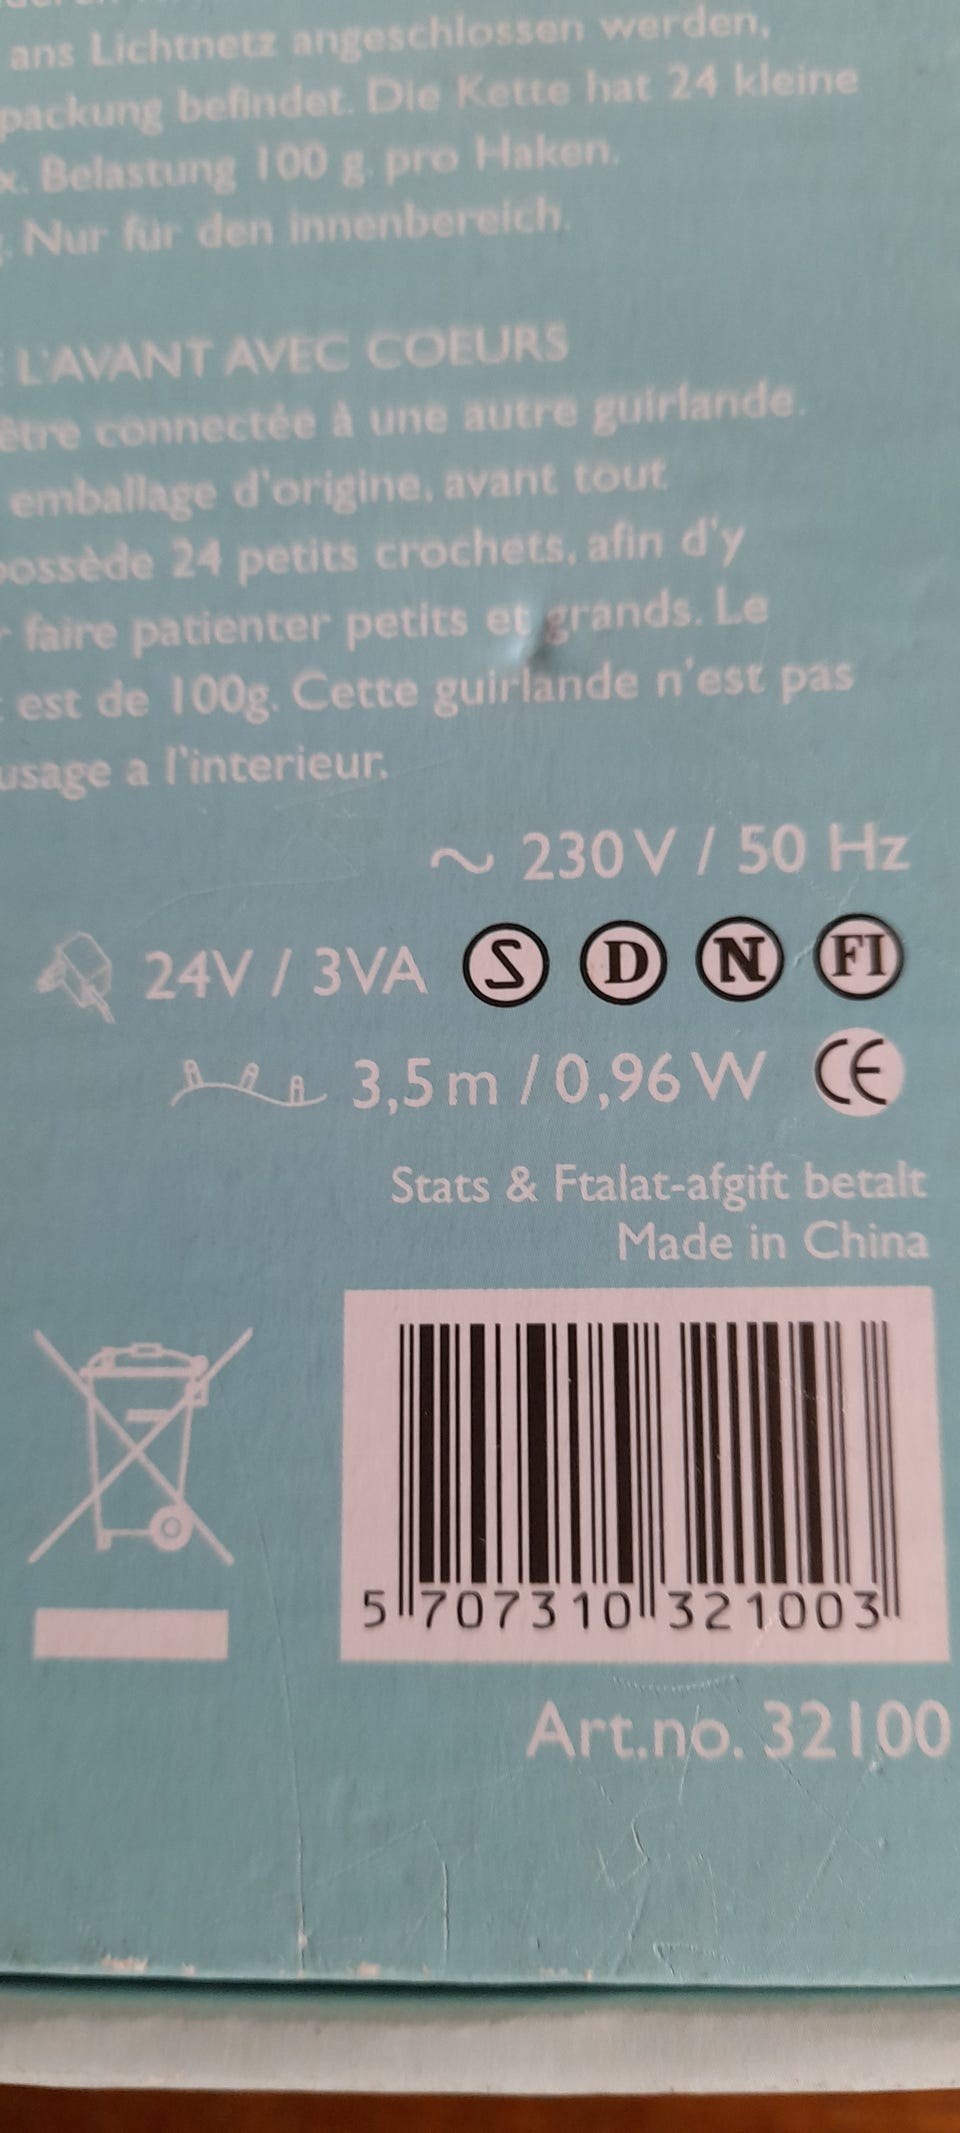 ans Lichtnetz angeschlossen werden,
packung befindet. Die Kette hat 24 kleine
x. Belastung 100 g. pro Haken.
. Nur für den innenbereich.
L'AVANT AVEC COEURS
être connectée à une autre guirlande.
emballage d'origine, avant tout
possède 24 petits crochets, afin d'y
r faire patienter petits et grands. Le
t est de 100g. Cette guirlande n'est pas
usage a l'interieur.
~ 230V / 50 Hz
24V / 3VA S D N FI
3,5m / 0,96W CE
Stats & Ftalat-afgift betalt
Made in China
5 707310 321003
Art.no. 32100